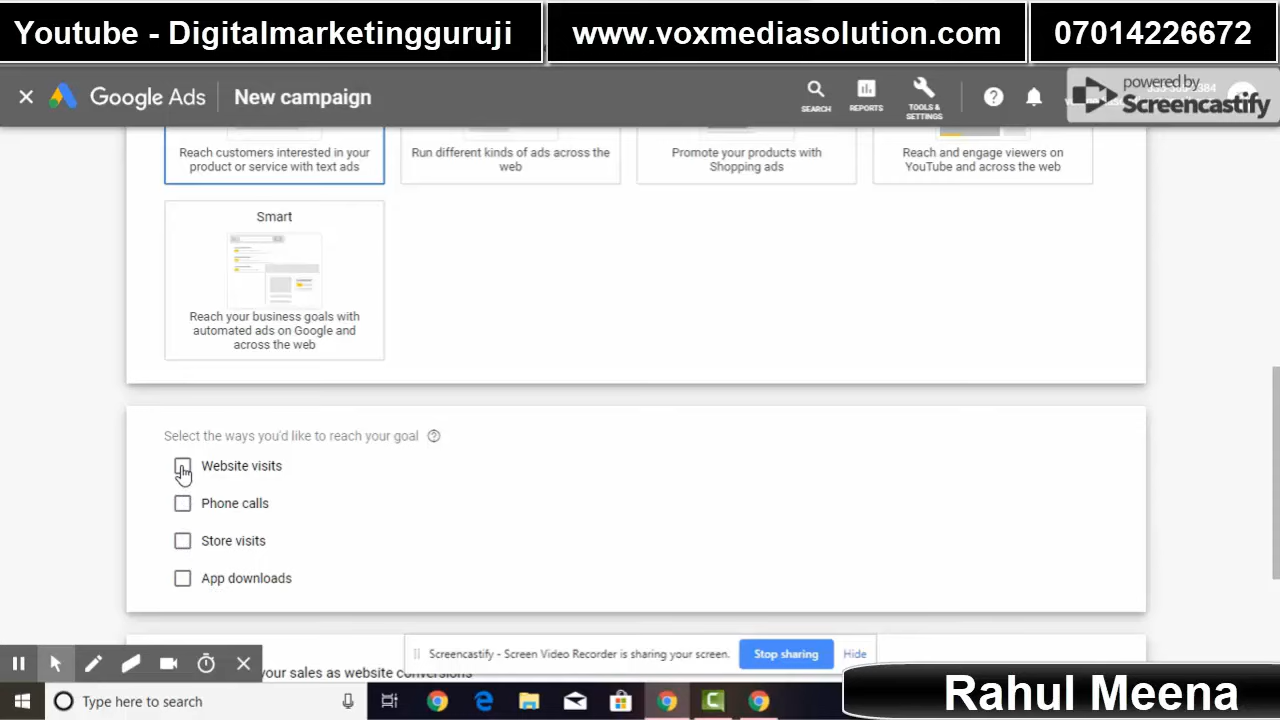 Youtube - Digitalmarketingguruji
www.voxmediasolution.com
07014226672
Google Ads
New campaign
SEARCH
REPORTS
TOOLS &
SETTINGS
powered by
Screencastify
Reach customers interested in your
product or service with text ads
Run different kinds of ads across the
web
Promote your products with
Shopping ads
Reach and engage viewers on
YouTube and across the web
Smart
Reach your business goals with
automated ads on Google and
across the web
Select the ways you'd like to reach your goal
Website visits
Phone calls
Store visits
App downloads
Screencastify - Screen Video Recorder is sharing your screen.
Stop sharing
Hide
your sales as website conversions
Type here to search
Rahul Meena